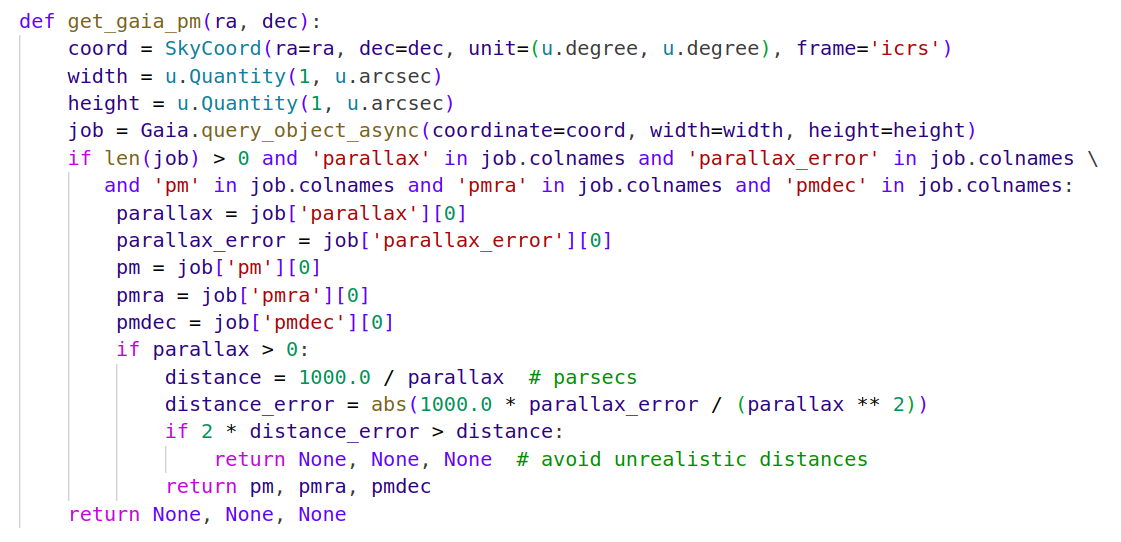 def get_gaia_pm(ra, dec):
    coord = SkyCoord(ra=ra, dec=dec, unit=(u.degree, u.degree), frame='icrs')
    width = u.Quantity(1, u.arcsec)
    height = u.Quantity(1, u.arcsec)
    job = Gaia.query_object_async(coordinate=coord, width=width, height=height)
    if len(job) > 0 and 'parallax' in job.colnames and 'parallax_error' in job.colnames \
       and 'pm' in job.colnames and 'pmra' in job.colnames and 'pmdec' in job.colnames:
        parallax = job['parallax'][0]
        parallax_error = job['parallax_error'][0]
        pm = job['pm'][0]
        pmra = job['pmra'][0]
        pmdec = job['pmdec'][0]
        if parallax > 0:
            distance = 1000.0 / parallax  # parsecs
            distance_error = abs(1000.0 * parallax_error / (parallax ** 2))
            if 2 * distance_error > distance:
                return None, None, None  # avoid unrealistic distances
            return pm, pmra, pmdec
    return None, None, None